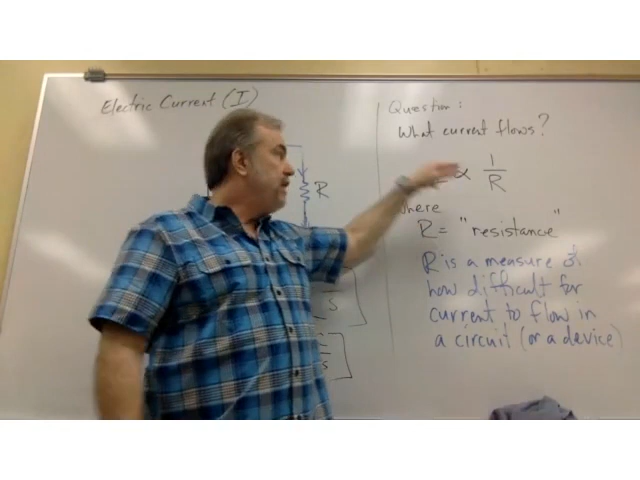 Electric Current (I)
R
s
s
Question:
What current flows?
∝ 1/R
where
R = "resistance"
R is a measure of
how difficult for
current to flow in
a circuit (or a device)